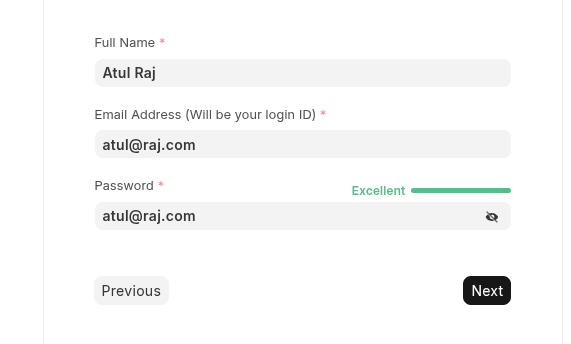 Full Name *
Atul Raj
Email Address (Will be your login ID) *
atul@raj.com
Password *
Excellent
atul@raj.com
Previous
Next